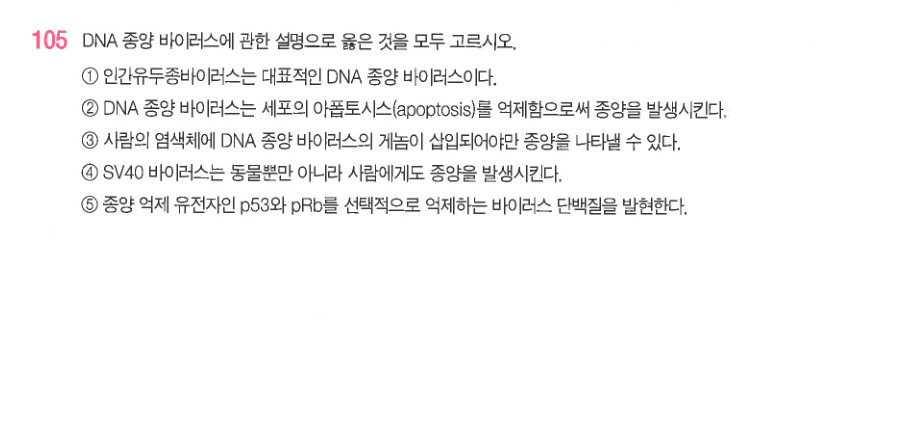 105 DNA 종양 바이러스에 관한 설명으로 옳은 것을 모두 고르시오.
① 인간유두종바이러스는 대표적인 DNA 종양 바이러스이다.
② DNA 종양 바이러스는 세포의 아폽토시스(apoptosis)를 억제함으로써 종양을 발생시킨다.
③ 사람의 염색체에 DNA 종양 바이러스의 게놈이 삽입되어야만 종양을 나타낼 수 있다.
④ SV40 바이러스는 동물뿐만 아니라 사람에게도 종양을 발생시킨다.
⑤ 종양 억제 유전자인 p53와 pRb를 선택적으로 억제하는 바이러스 단백질을 발현한다.